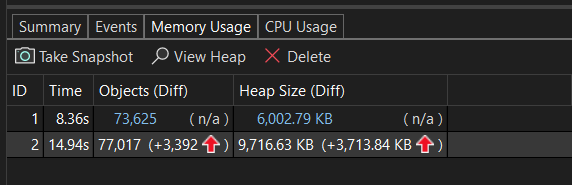 Summary Events Memory Usage CPU Usage
Take Snapshot View Heap Delete
ID Time Objects (Diff) Heap Size (Diff)
1 8.36s 73,625 ( n/a ) 6,002.79 KB ( n/a )
2 14.94s 77,017 (+3,392 ) 9,716.63 KB (+3,713.84 KB )